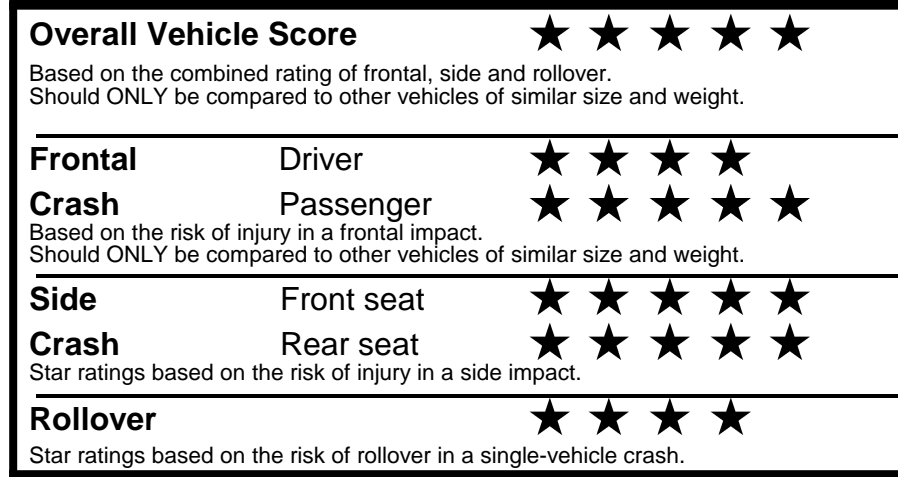 Overall Vehicle Score ★ ★ ★ ★ ★
Based on the combined rating of frontal, side and rollover.
Should ONLY be compared to other vehicles of similar size and weight.
Frontal Driver ★ ★ ★ ★
Crash Passenger ★ ★ ★ ★ ★
Based on the risk of injury in a frontal impact.
Should ONLY be compared to other vehicles of similar size and weight.
Side Front seat ★ ★ ★ ★ ★
Crash Rear seat ★ ★ ★ ★ ★
Star ratings based on the risk of injury in a side impact.
Rollover ★ ★ ★ ★
Star ratings based on the risk of rollover in a single-vehicle crash.